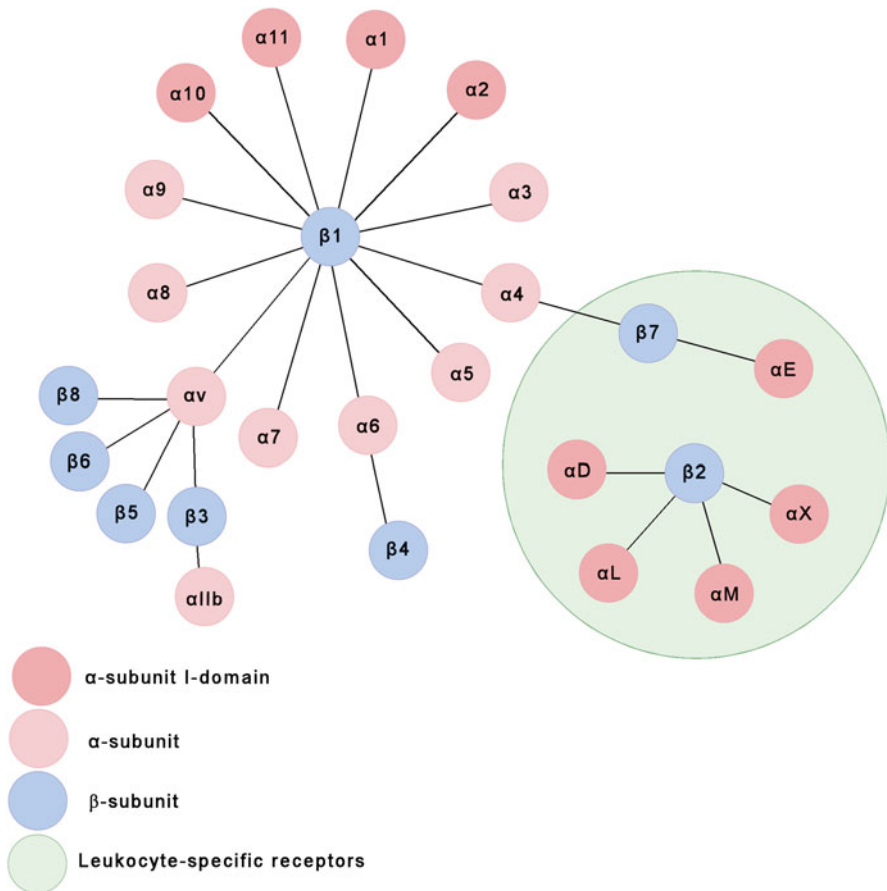 α11
α1
α10
α2
α9
α3
β1
α8
α4
β7
αE
α5
β8
αv
α7
α6
β6
αD
β2
β5
β3
αX
β4
αL
αM
αIIb
α-subunit I-domain
α-subunit
β-subunit
Leukocyte-specific receptors